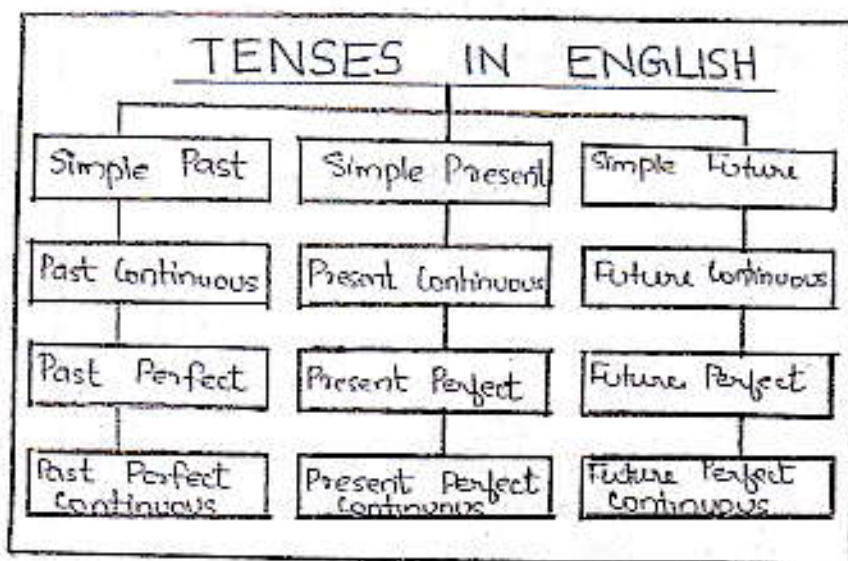 TENSES IN ENGLISH
Simple Past
Simple Present
Simple Future
Past Continuous
Present Continuous
Future Continuous
Past Perfect
Present Perfect
Future Perfect
Past Perfect
Continuous
Present Perfect
Continuous
Future Perfect
Continuous